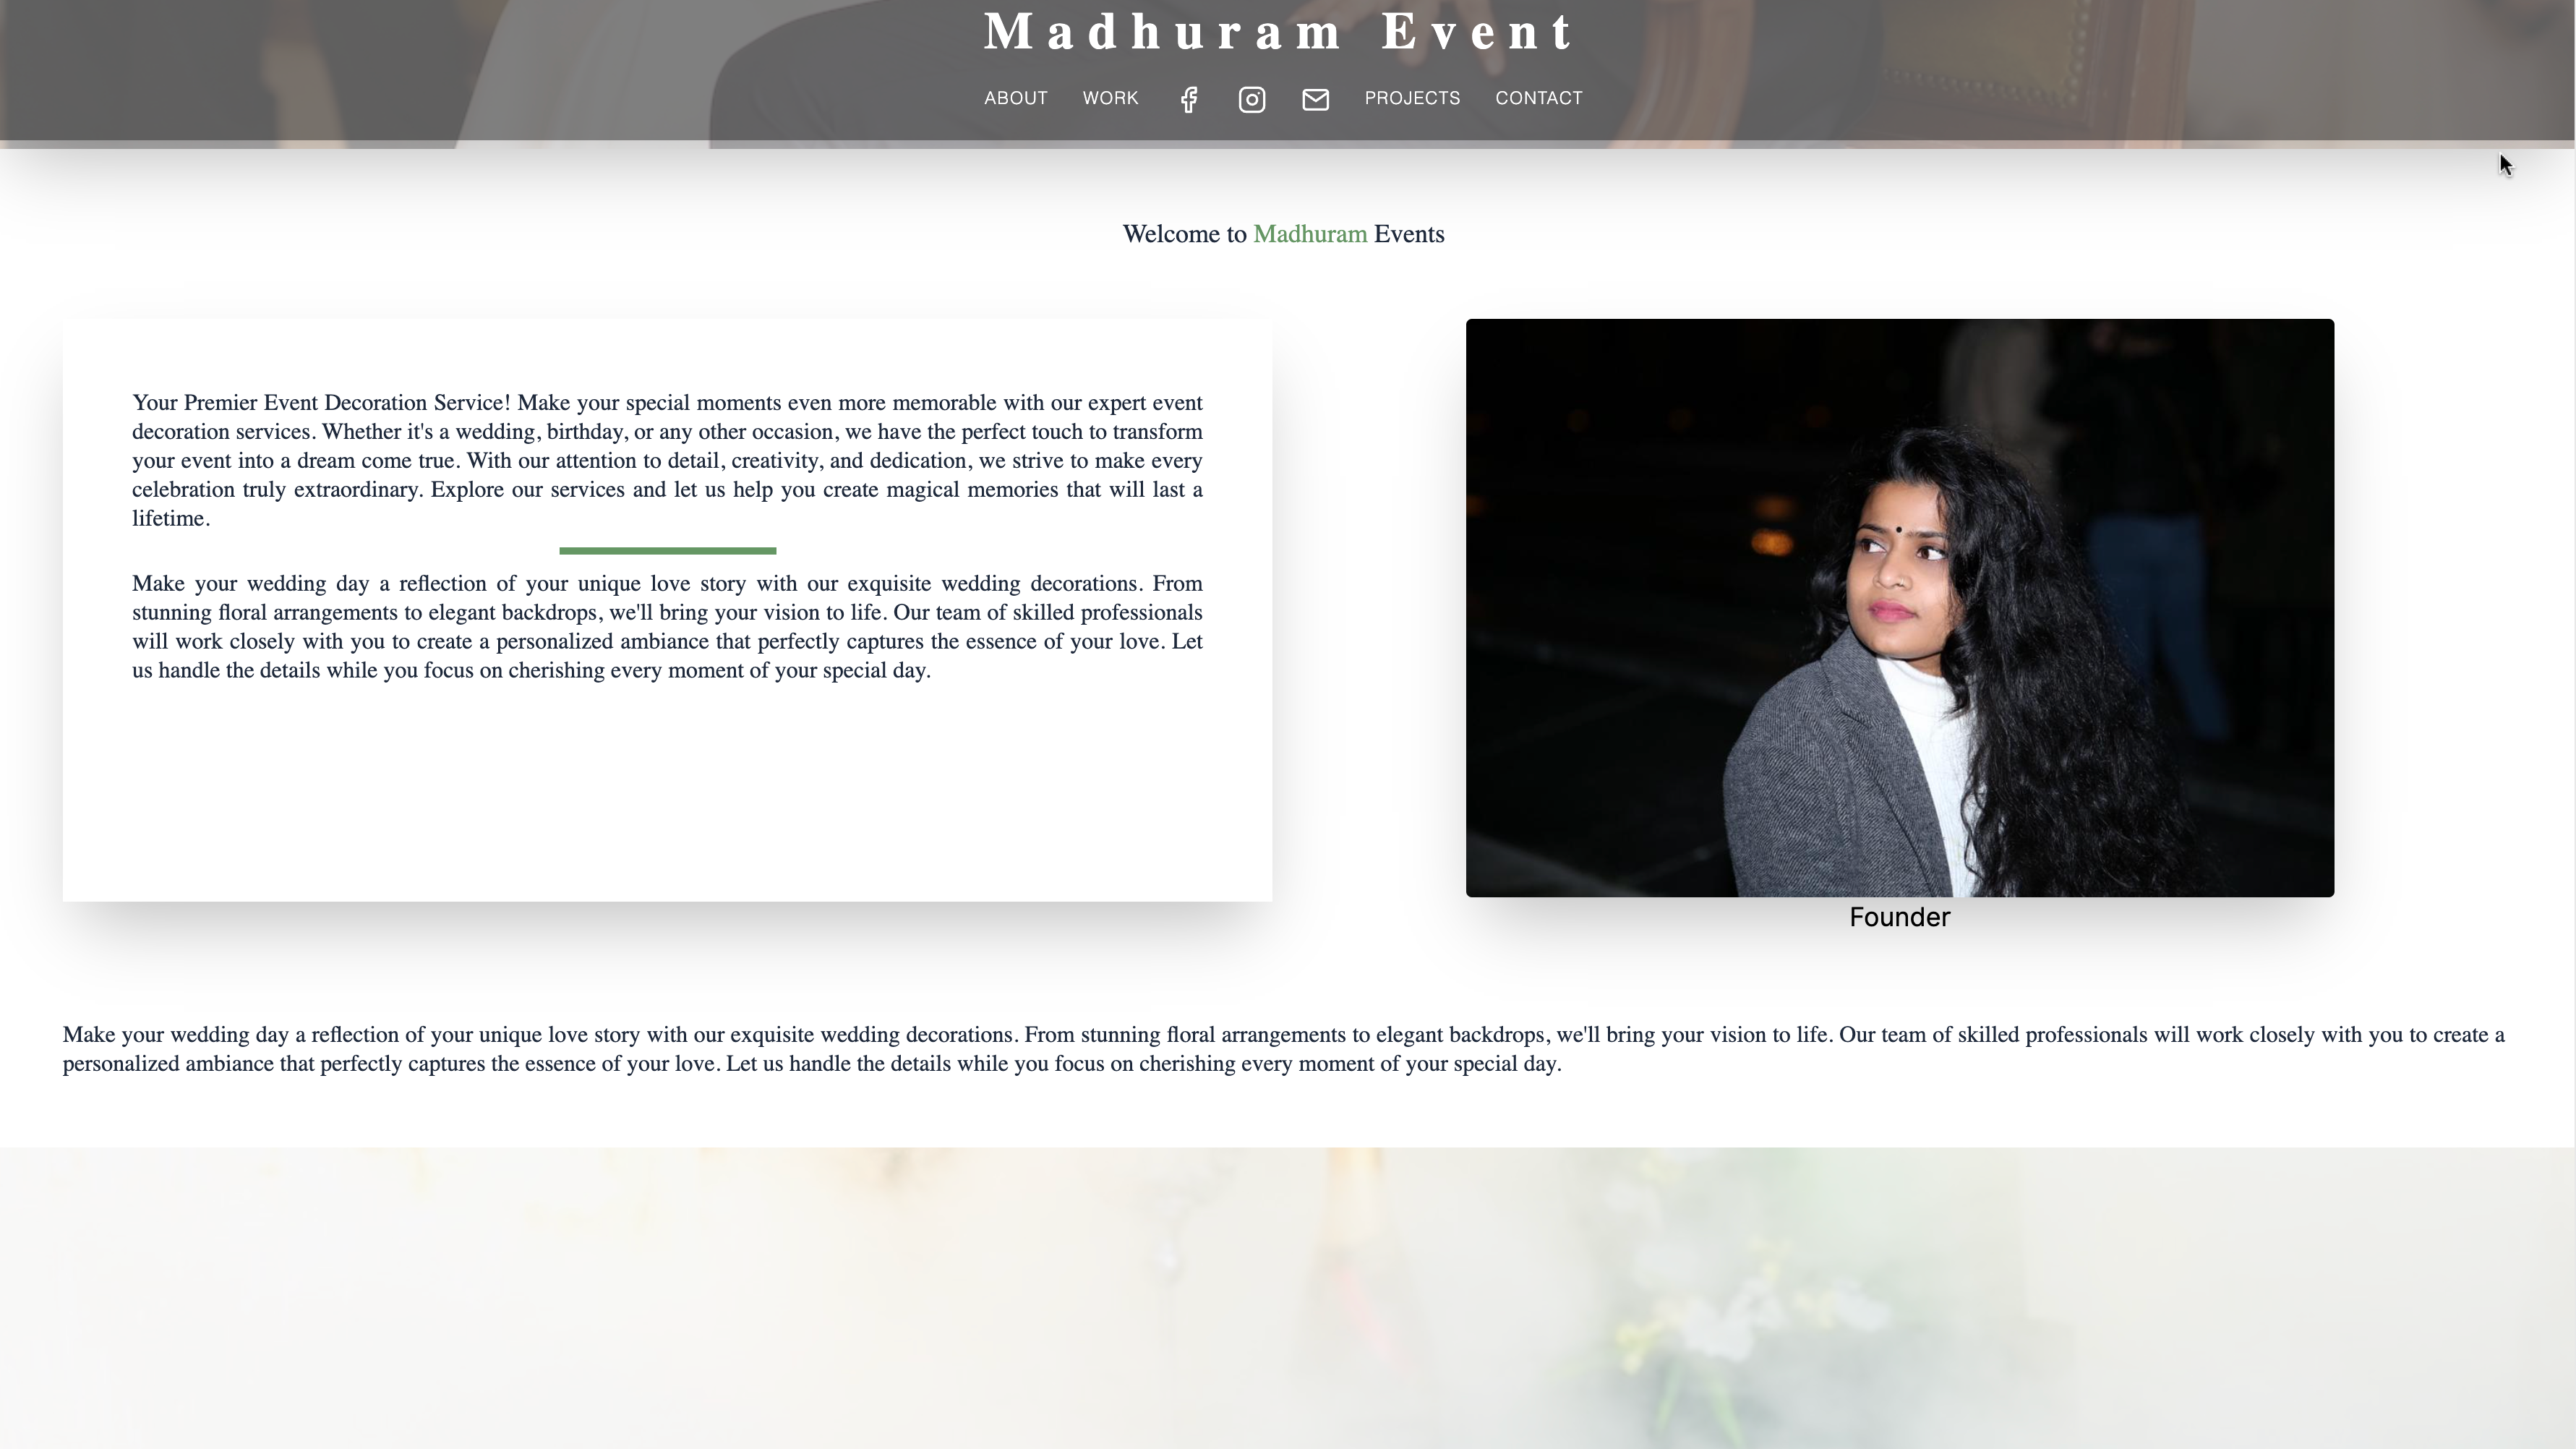 Madhuram Event
ABOUT WORK PROJECTS CONTACT
Welcome to Madhuram Events
Your Premier Event Decoration Service! Make your special moments even more memorable with our expert event
decoration services. Whether it's a wedding, birthday, or any other occasion, we have the perfect touch to transform
your event into a dream come true. With our attention to detail, creativity, and dedication, we strive to make every
celebration truly extraordinary. Explore our services and let us help you create magical memories that will last a
lifetime.
Make your wedding day a reflection of your unique love story with our exquisite wedding decorations. From
stunning floral arrangements to elegant backdrops, we'll bring your vision to life. Our team of skilled professionals
will work closely with you to create a personalized ambiance that perfectly captures the essence of your love. Let
us handle the details while you focus on cherishing every moment of your special day.
Founder
Make your wedding day a reflection of your unique love story with our exquisite wedding decorations. From stunning floral arrangements to elegant backdrops, we'll bring your vision to life. Our team of skilled professionals will work closely with you to create a
personalized ambiance that perfectly captures the essence of your love. Let us handle the details while you focus on cherishing every moment of your special day.